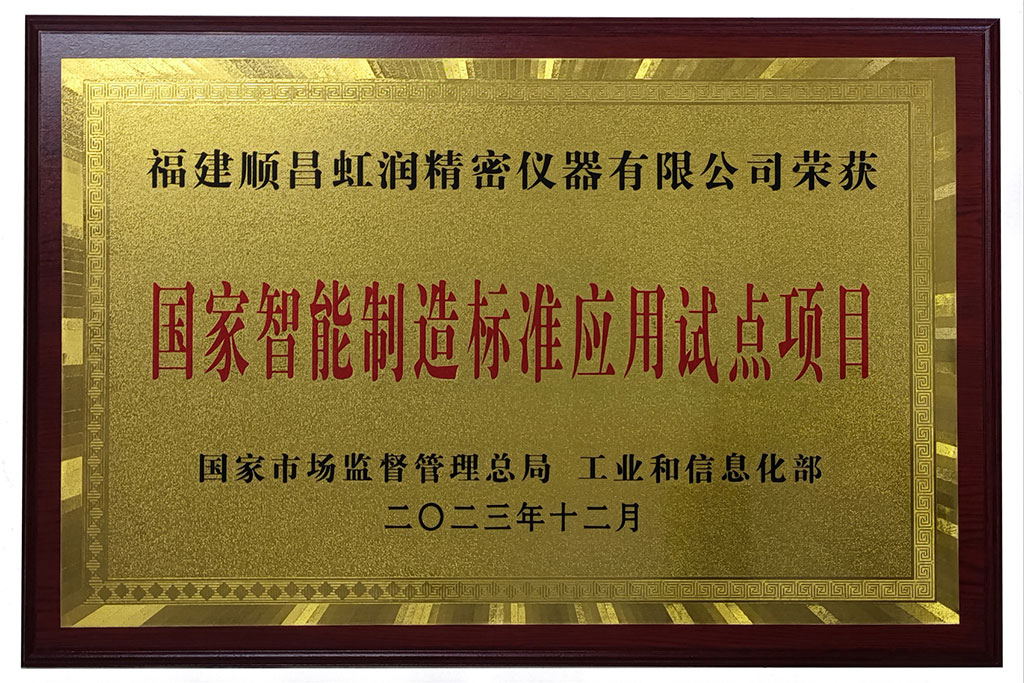 福建顺昌虹润精密仪器有限公司荣获
国家智能制造标准应用试点项目
国家市场监督管理总局 工业和信息化部
二〇二三年十二月